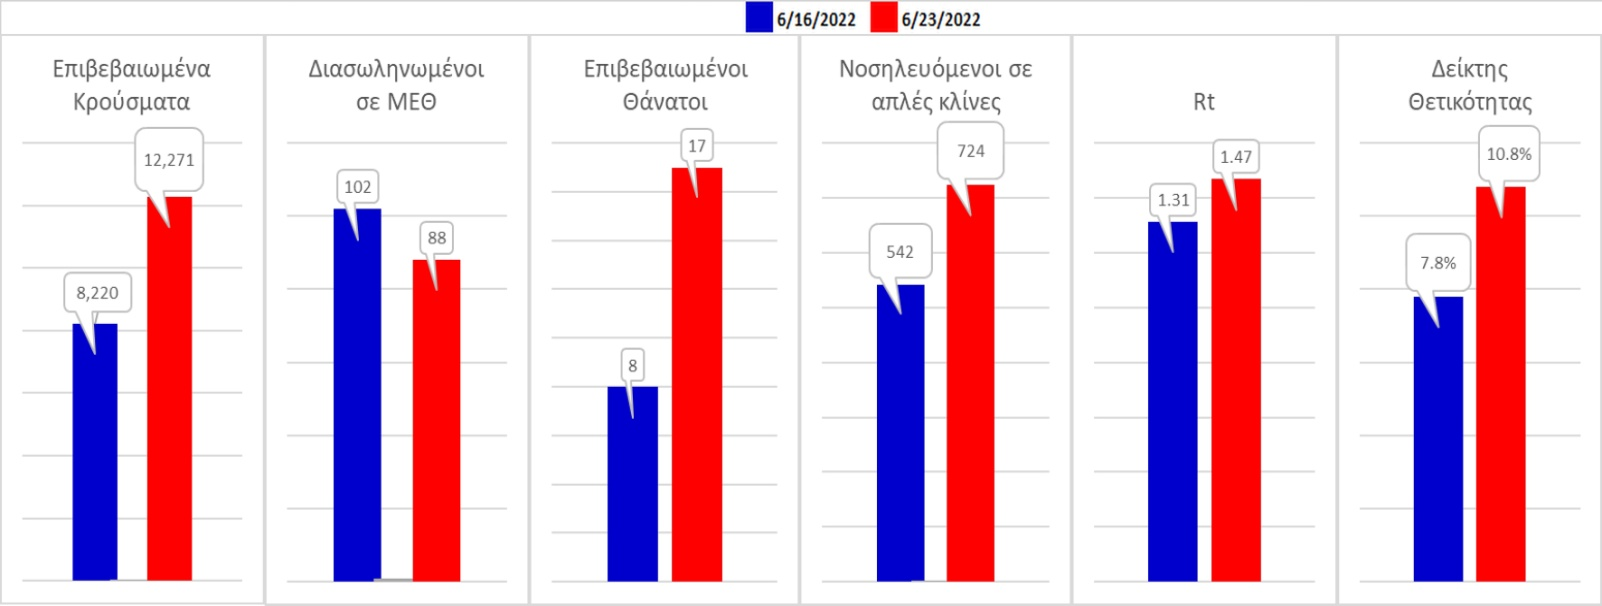 6/16/2022 6/23/2022
Επιβεβαιωμένα
Κρούσματα
12,271
8,220
Διασωληνωμένοι
σε ΜΕΘ
102
88
Επιβεβαιωμένοι
Θάνατοι
17
8
Νοσηλευόμενοι σε
απλές κλίνες
724
542
Rt
1.47
1.31
Δείκτης
Θετικότητας
10.8%
7.8%